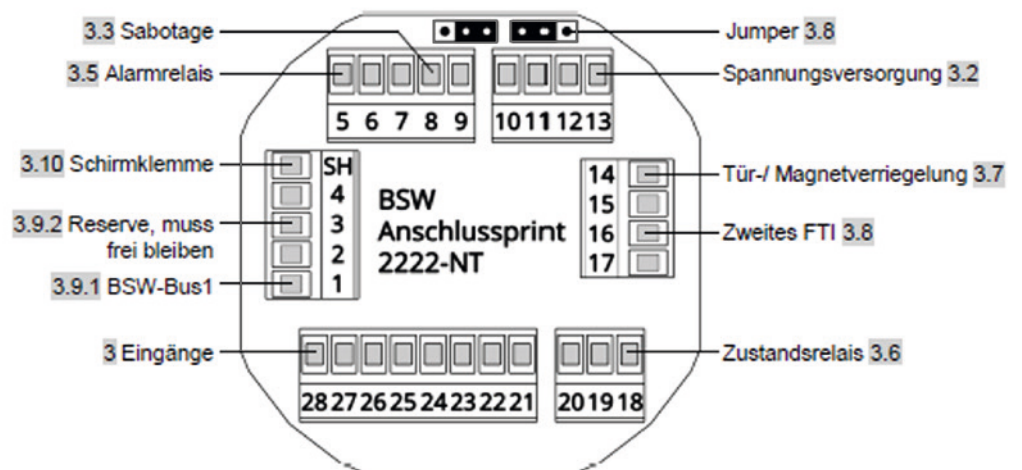 3.3 Sabotage
Jumper 3.8
3.5 Alarmrelais
Spannungsversorgung 3.2
5 6 7 8 9
10 11 12 13
3.10 Schirmklemme
SH
4
3.9.2 Reserve, muss
3
frei bleiben
2
3.9.1 BSW-Bus1
1
BSW
Anschlussprint
2222-NT
14
Tür-/ Magnetverriegelung 3.7
15
16
Zweites FTI 3.8
17
3 Eingänge
Zustandsrelais 3.6
28 27 26 25 24 23 22 21
20 19 18